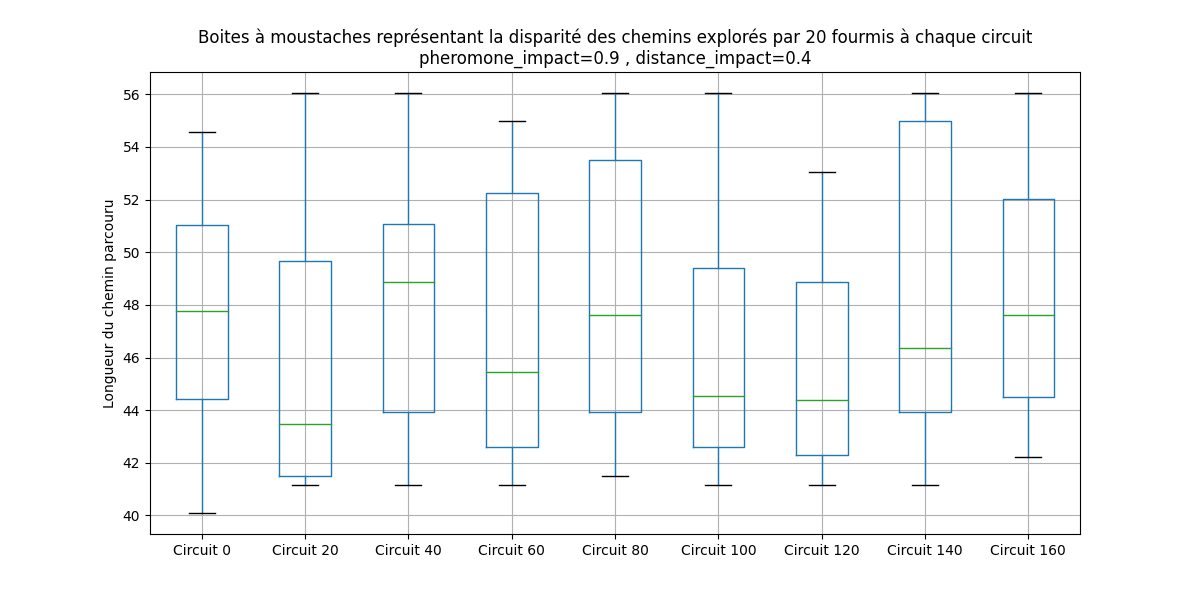 Boites à moustaches représentant la disparité des chemins explorés par 20 fourmis à chaque circuit
pheromone_impact=0.9 , distance_impact=0.4
Longueur du chemin parcouru
56
54
52
50
48
46
44
42
40
Circuit 0 Circuit 20 Circuit 40 Circuit 60 Circuit 80 Circuit 100 Circuit 120 Circuit 140 Circuit 160